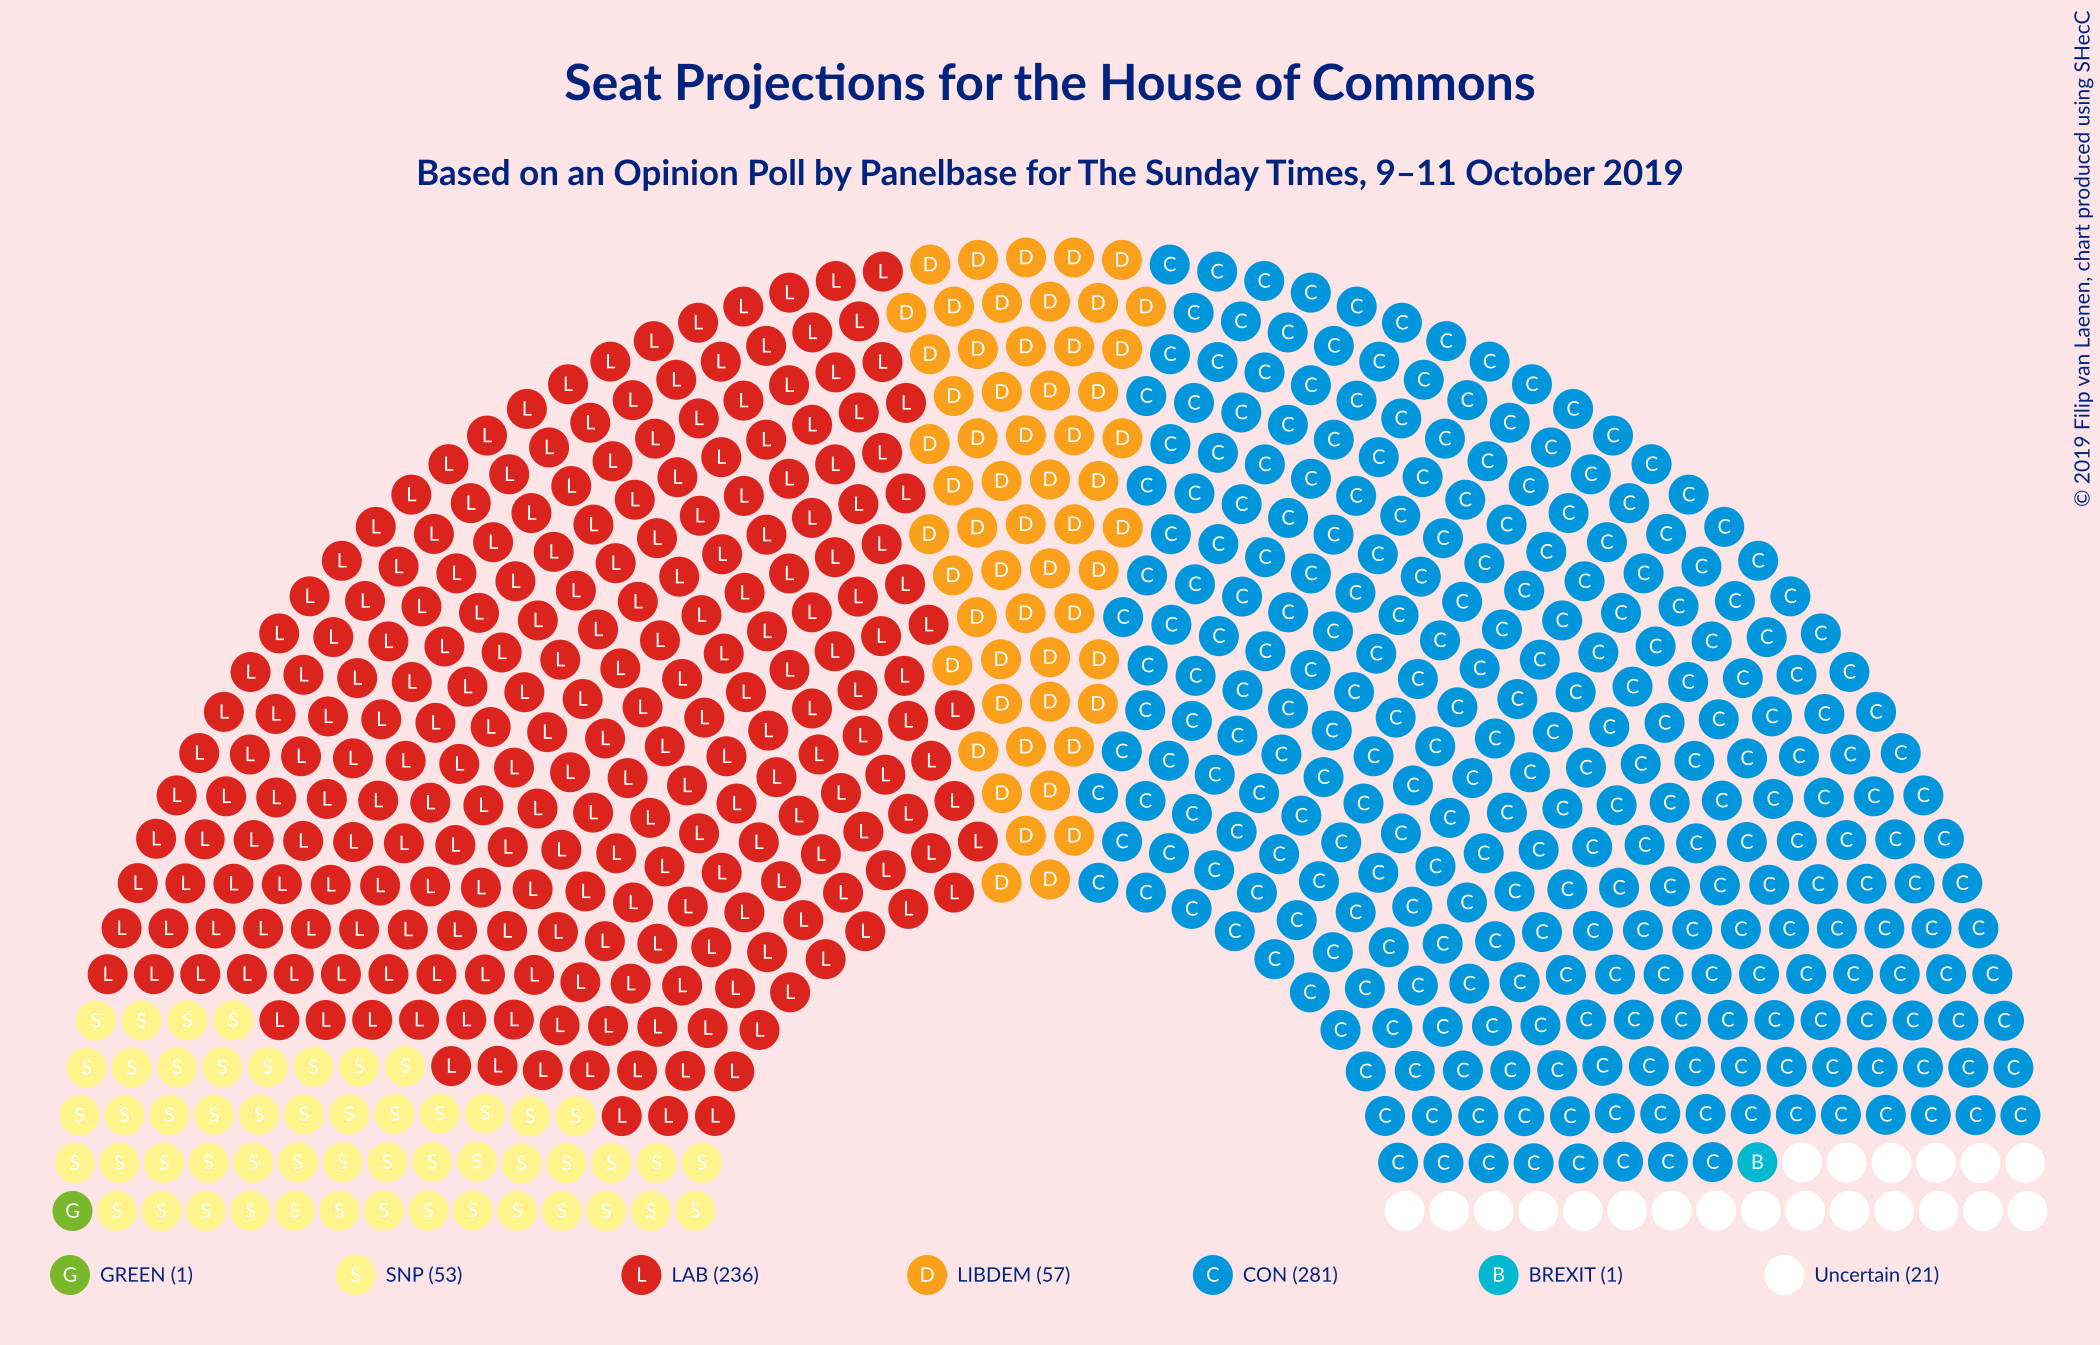 Seat Projections for the House of Commons
Based on an Opinion Poll by Panelbase for The Sunday Times, 9–11 October 2019
© 2019 Filip van Laenen, chart produced using SHecC
G GREEN (1)
S SNP (53)
L LAB (236)
D LIBDEM (57)
C CON (281)
B BREXIT (1)
Uncertain (21)